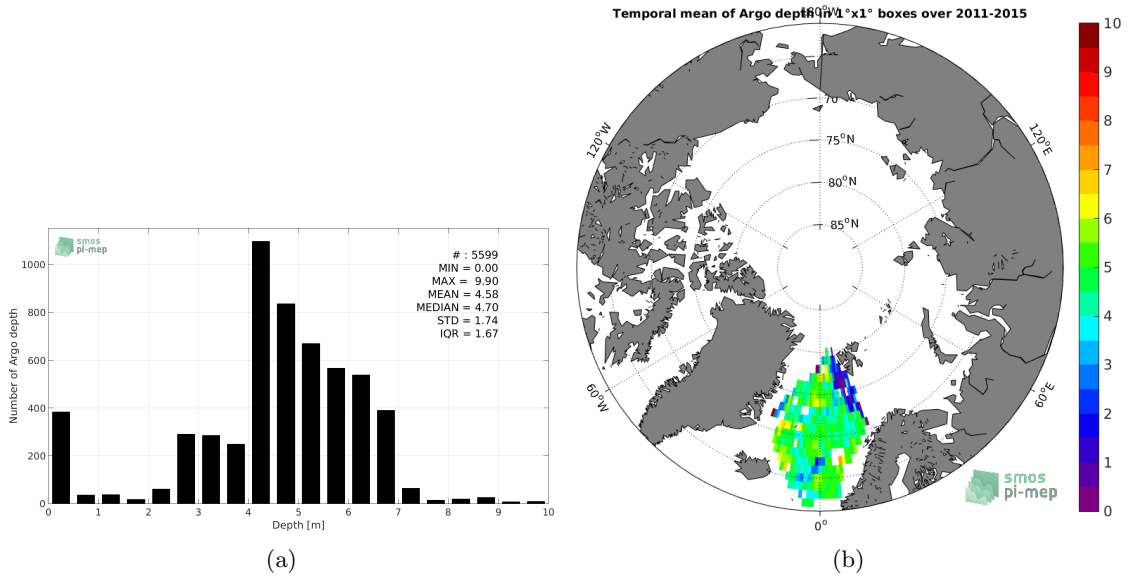 smos
pi-mep
# : 5599
MIN = 0.00
MAX = 9.90
MEAN = 4.58
MEDIAN = 4.70
STD = 1.74
IQR = 1.67
Number of Argo depth
1000
800
600
400
200
0
0 1 2 3 4 5 6 7 8 9 10
Depth [m]
(a)
Temporal mean of Argo depth in 1°x1° boxes over 2011-2015
180°W
120°W
120°E
60°W
60°E
0°
70
75°N
80°N
85°N
10
9
8
7
6
5
4
3
2
1
0
smos
pi-mep
(b)